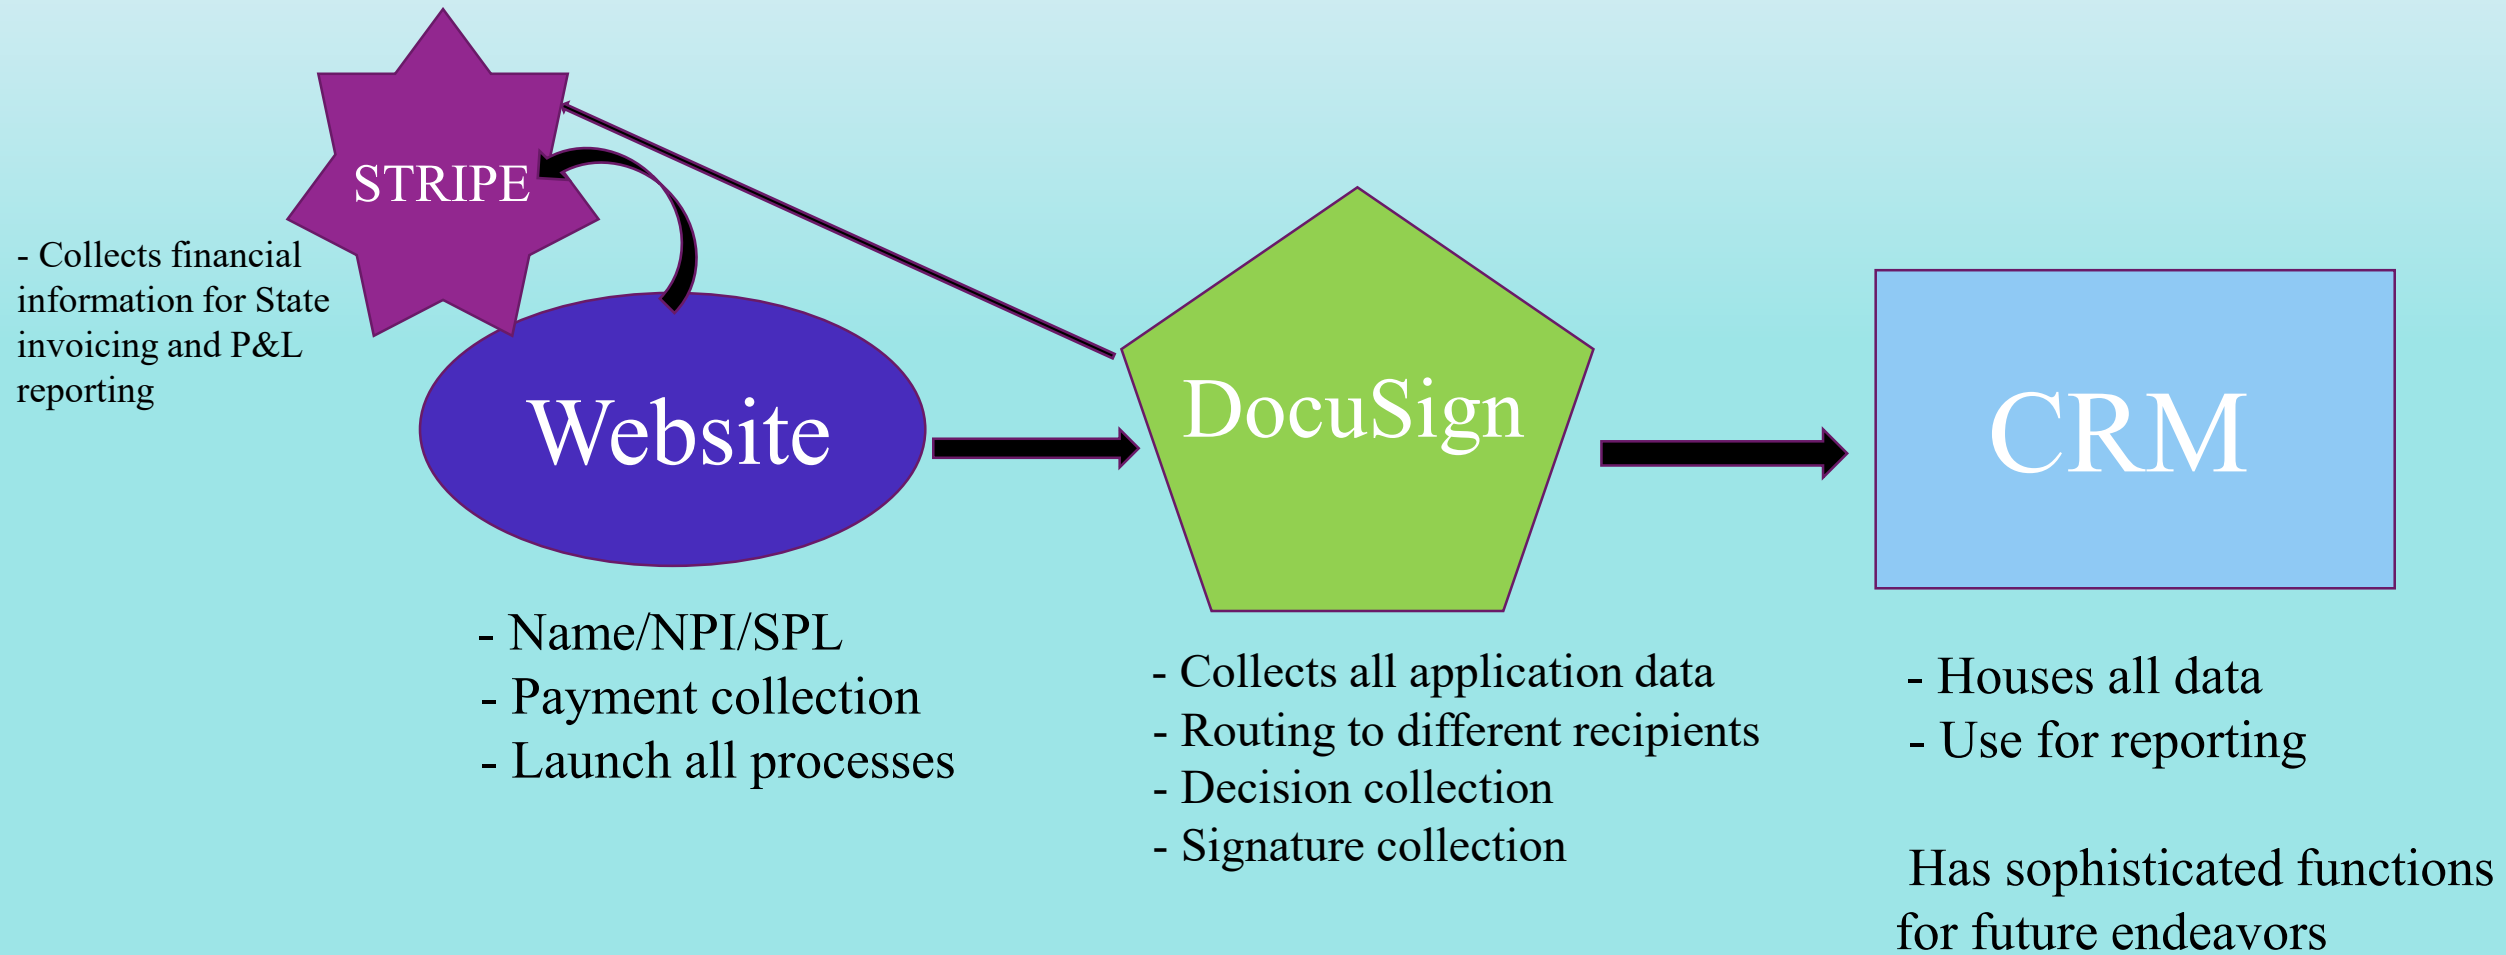 STRIPE
- Collects financial
information for State
invoicing and P&L
reporting
Website
- Name/NPI/SPL
- Payment collection
- Launch all processes
DocuSign
- Collects all application data
- Routing to different recipients
- Decision collection
- Signature collection
CRM
- Houses all data
- Use for reporting
Has sophisticated functions
for future endeavors